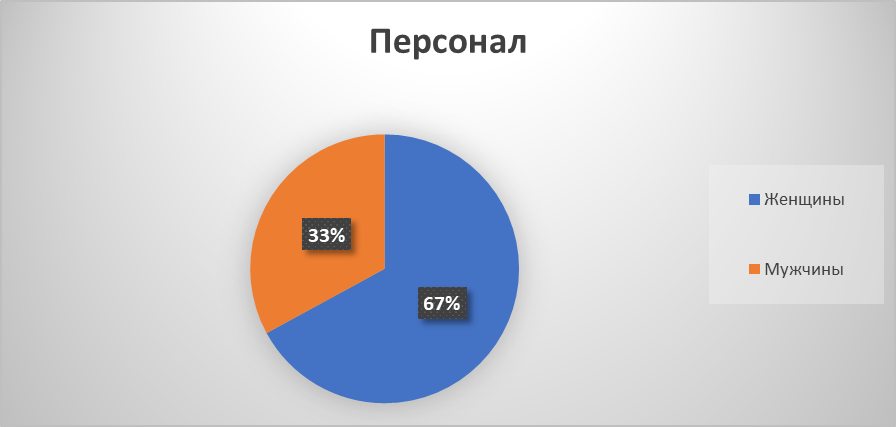 Персонал
33%
67%
Женщины
Мужчины